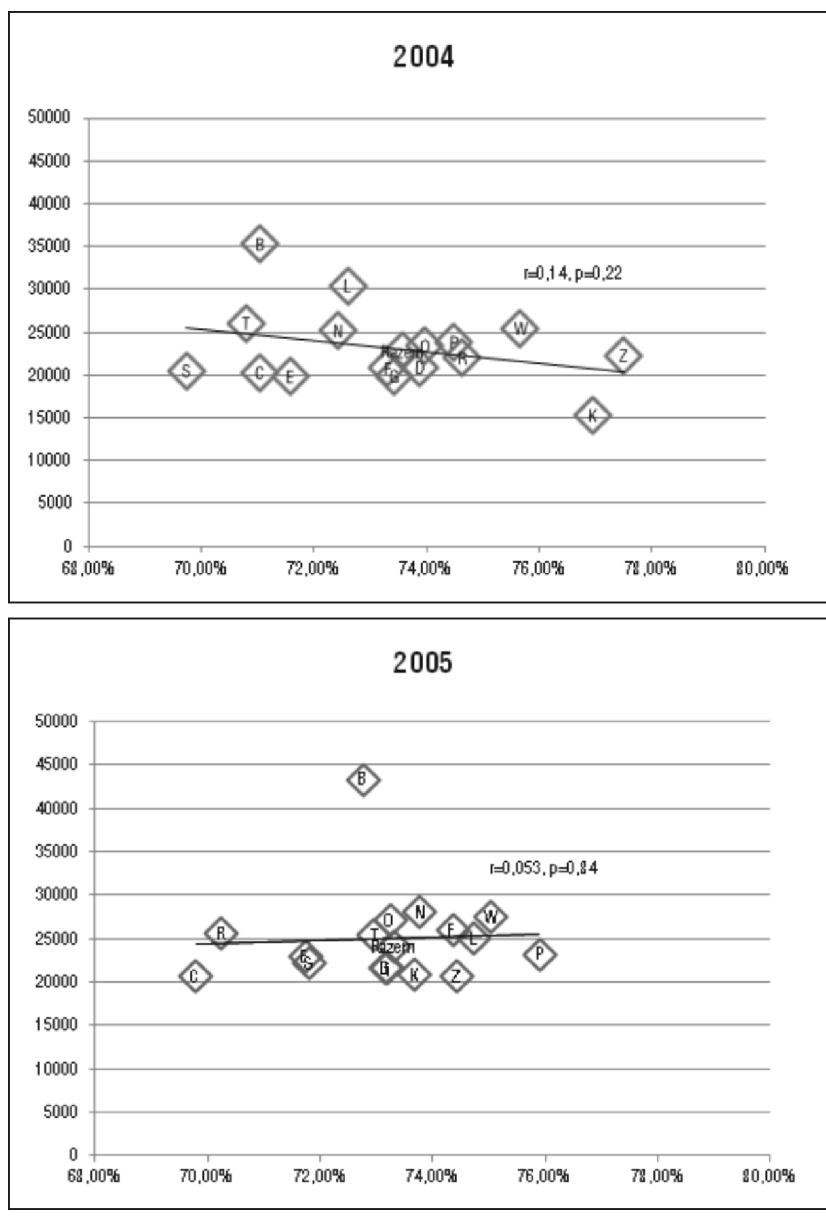 2004
50000
45000
40000
35000
30000
25000
20000
15000
10000
5000
0
B
L
r=0,14, p=0,22
T
N
W
O
P
Razem
R
Z
S
C
E
F
G
D
K
68,00%
70,00%
72,00%
74,00%
76,00%
78,00%
80,00%
2005
50000
45000
40000
35000
30000
25000
20000
15000
10000
5000
0
B
r=0,053, p=0,84
N
O
W
R
T
F
L
Razem
S
P
C
G
K
Z
68,00%
70,00%
72,00%
74,00%
76,00%
78,00%
80,00%